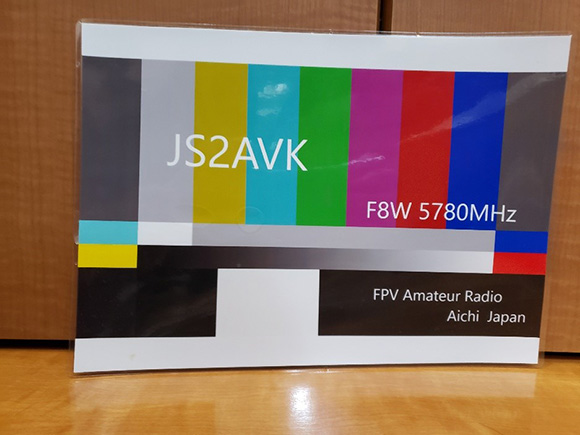 JS2AVK
F8W 5780MHz
FPV Amateur Radio
Aichi Japan